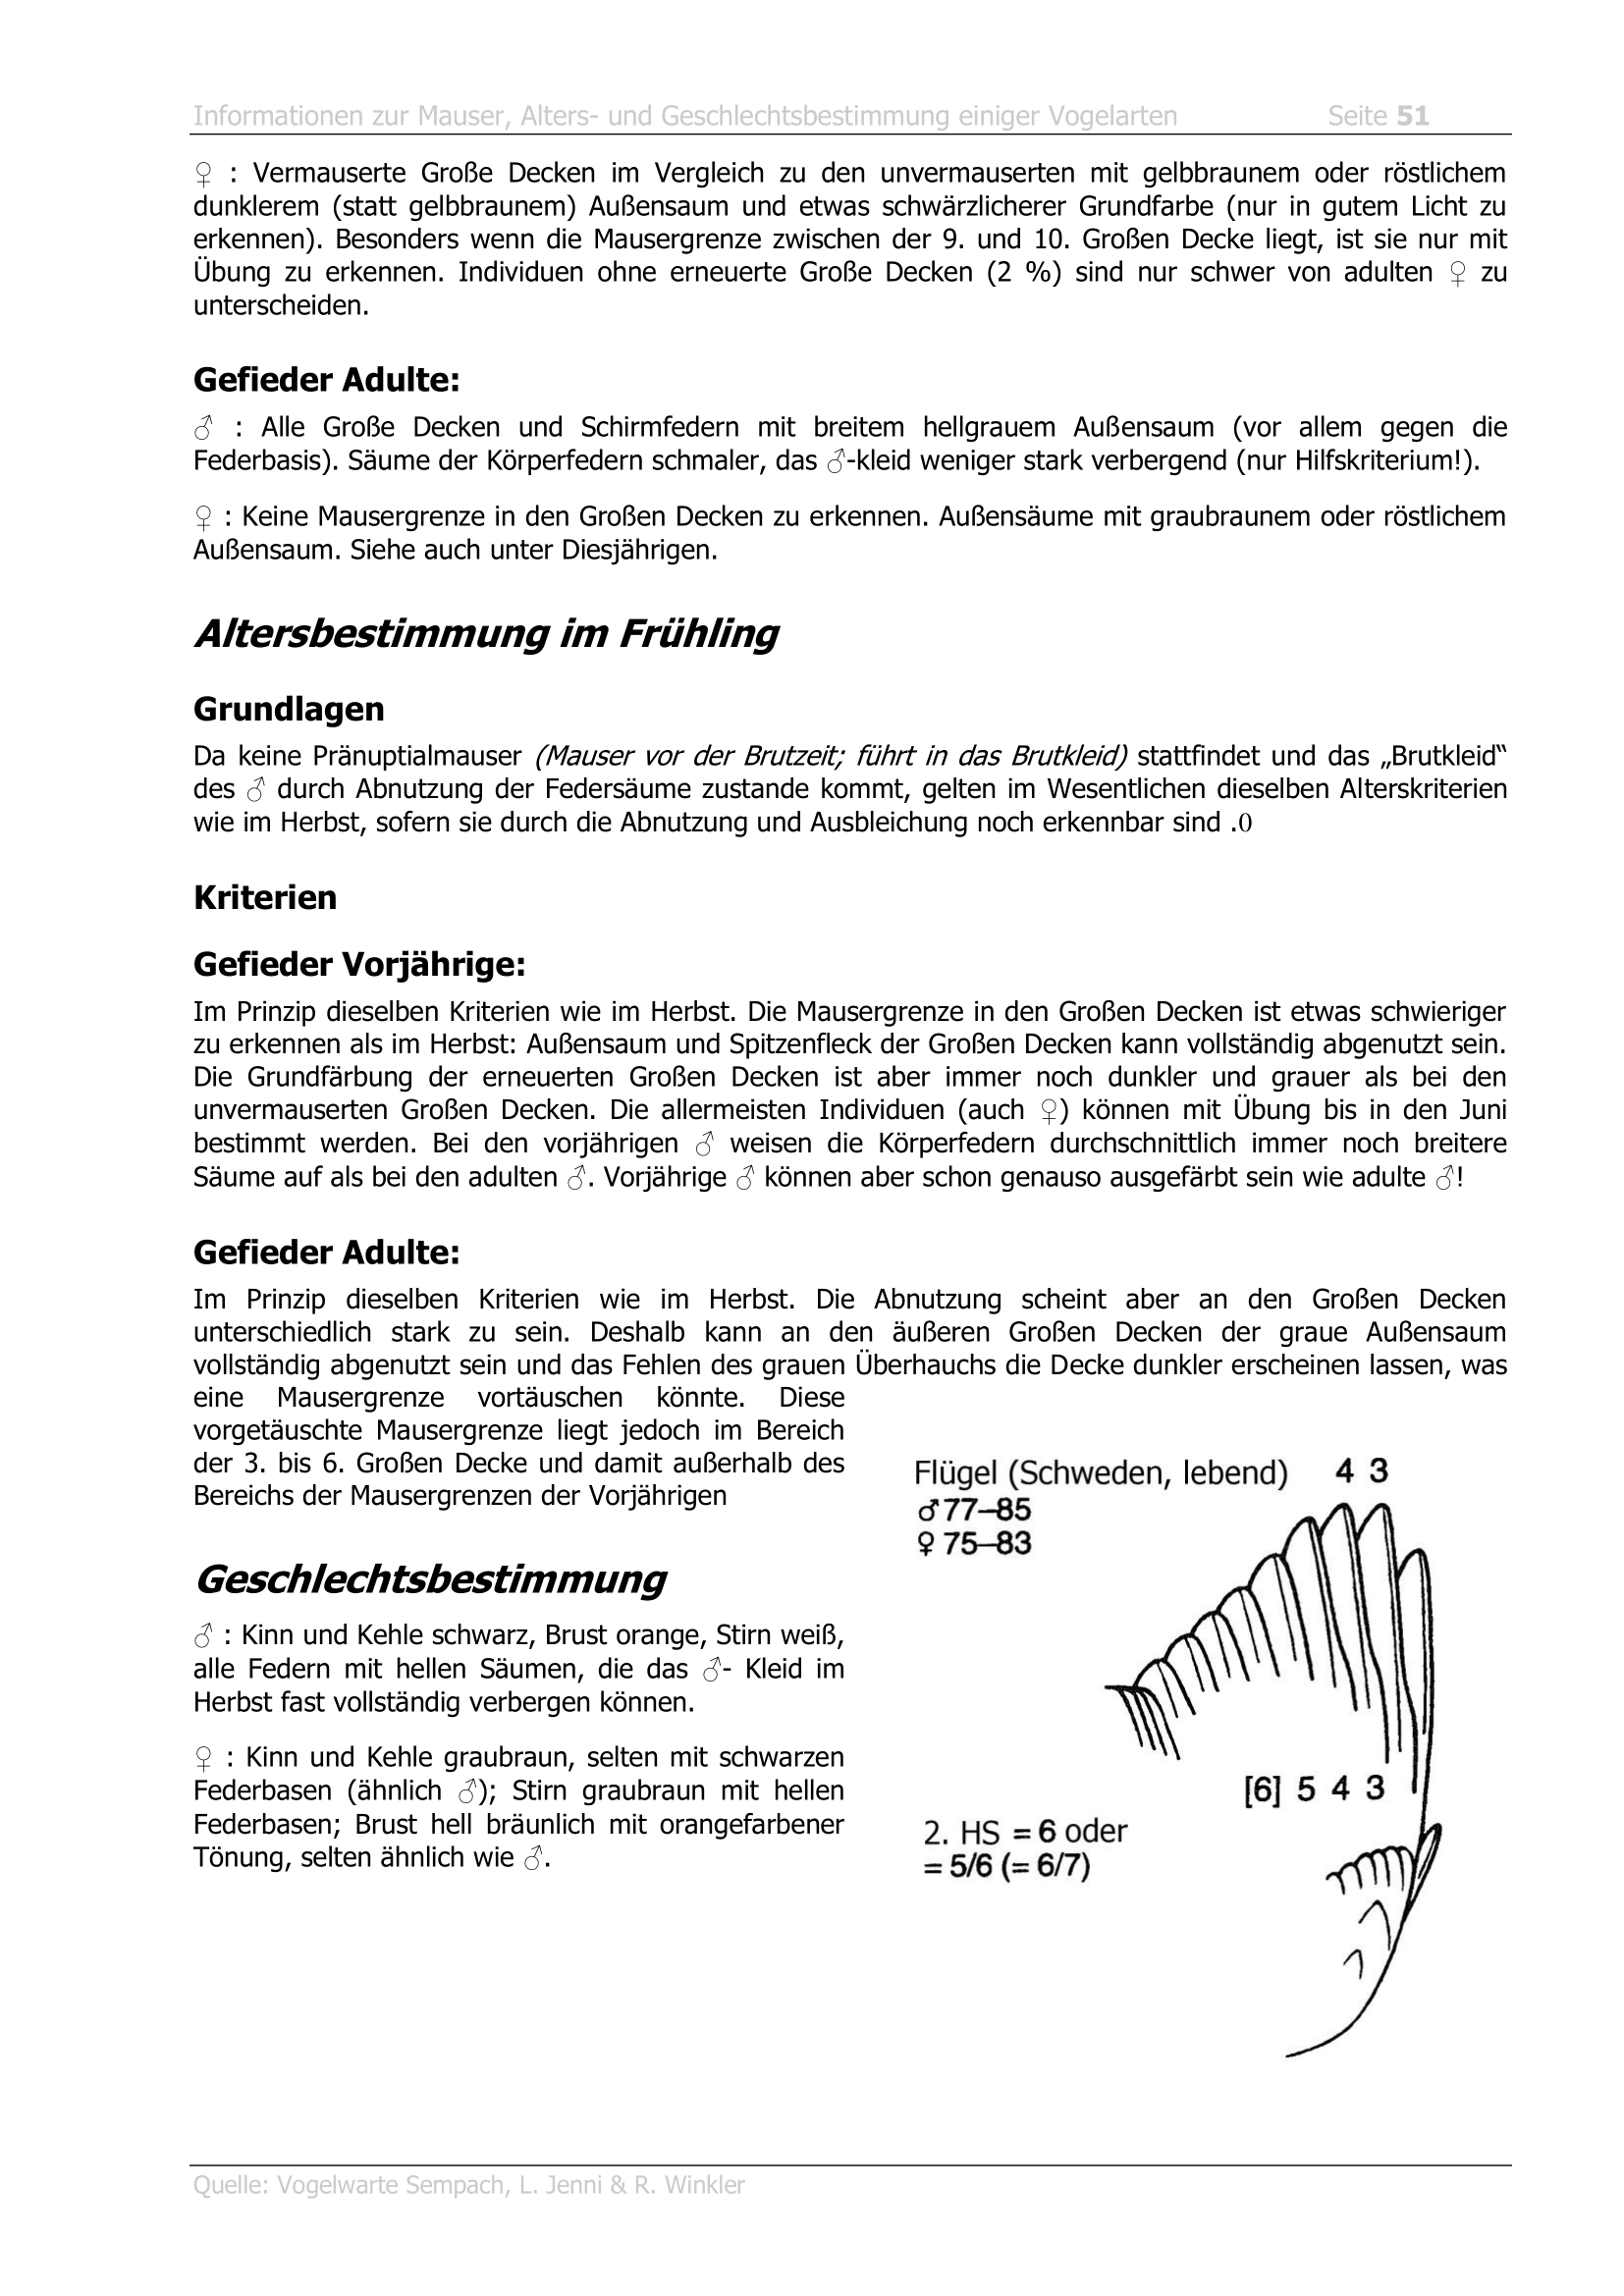 Informationen zur Mauser, Alters- und Geschlechtsbestimmung einiger Vogelarten Seite 51
♀ : Vermauserte Große Decken im Vergleich zu den unvermauserten mit gelbbraunem oder röstlichem
dunklerem (statt gelbbraunem) Außensaum und etwas schwärzlicherer Grundfarbe (nur in gutem Licht zu
erkennen). Besonders wenn die Mausergrenze zwischen der 9. und 10. Großen Decke liegt, ist sie nur mit
Übung zu erkennen. Individuen ohne erneuerte Große Decken (2 %) sind nur schwer von adulten ♀ zu
unterscheiden.
Gefieder Adulte:
♂ : Alle Große Decken und Schirmfedern mit breitem hellgrauem Außensaum (vor allem gegen die
Federbasis). Säume der Körperfedern schmaler, das ♂-kleid weniger stark verbergend (nur Hilfskriterium!).
♀ : Keine Mausergrenze in den Großen Decken zu erkennen. Außensäume mit graubraunem oder röstlichem
Außensaum. Siehe auch unter Diesjährigen.
Altersbestimmung im Frühling
Grundlagen
Da keine Pränuptialmauser (Mauser vor der Brutzeit; führt in das Brutkleid) stattfindet und das „Brutkleid“
des ♂ durch Abnutzung der Federsäume zustande kommt, gelten im Wesentlichen dieselben Alterskriterien
wie im Herbst, sofern sie durch die Abnutzung und Ausbleichung noch erkennbar sind .0
Kriterien
Gefieder Vorjährige:
Im Prinzip dieselben Kriterien wie im Herbst. Die Mausergrenze in den Großen Decken ist etwas schwieriger
zu erkennen als im Herbst: Außensaum und Spitzenfleck der Großen Decken kann vollständig abgenutzt sein.
Die Grundfärbung der erneuerten Großen Decken ist aber immer noch dunkler und grauer als bei den
unvermauserten Großen Decken. Die allermeisten Individuen (auch ♀) können mit Übung bis in den Juni
bestimmt werden. Bei den vorjährigen ♂ weisen die Körperfedern durchschnittlich immer noch breitere
Säume auf als bei den adulten ♂. Vorjährige ♂ können aber schon genauso ausgefärbt sein wie adulte ♂!
Gefieder Adulte:
Im Prinzip dieselben Kriterien wie im Herbst. Die Abnutzung scheint aber an den Großen Decken
unterschiedlich stark zu sein. Deshalb kann an den äußeren Großen Decken der graue Außensaum
vollständig abgenutzt sein und das Fehlen des grauen Überhauchs die Decke dunkler erscheinen lassen, was
eine Mausergrenze vortäuschen könnte. Diese
vorgetäuschte Mausergrenze liegt jedoch im Bereich
der 3. bis 6. Großen Decke und damit außerhalb des
Bereichs der Mausergrenzen der Vorjährigen
Geschlechtsbestimmung
♂ : Kinn und Kehle schwarz, Brust orange, Stirn weiß,
alle Federn mit hellen Säumen, die das ♂- Kleid im
Herbst fast vollständig verbergen können.
♀ : Kinn und Kehle graubraun, selten mit schwarzen
Federbasen (ähnlich ♂); Stirn graubraun mit hellen
Federbasen; Brust hell bräunlich mit orangefarbener
Tönung, selten ähnlich wie ♂.
Flügel (Schweden, lebend) 4 3
♂ 77–85
♀ 75–83
[6] 5 4 3
2. HS = 6 oder
= 5/6 (= 6/7)
Quelle: Vogelwarte Sempach, L. Jenni & R. Winkler